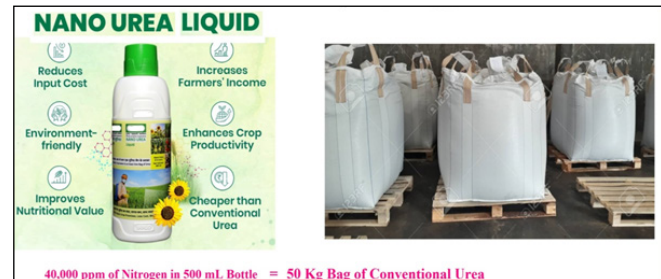 NANO UREA LIQUID
Reduces
Input Cost
Increases
Farmers' Income
Environment-
friendly
Enhances Crop
Productivity
Improves
Nutritional Value
Cheaper than
Conventional
Urea
40,000 ppm of Nitrogen in 500 mL Bottle = 50 Kg Bag of Conventional Urea